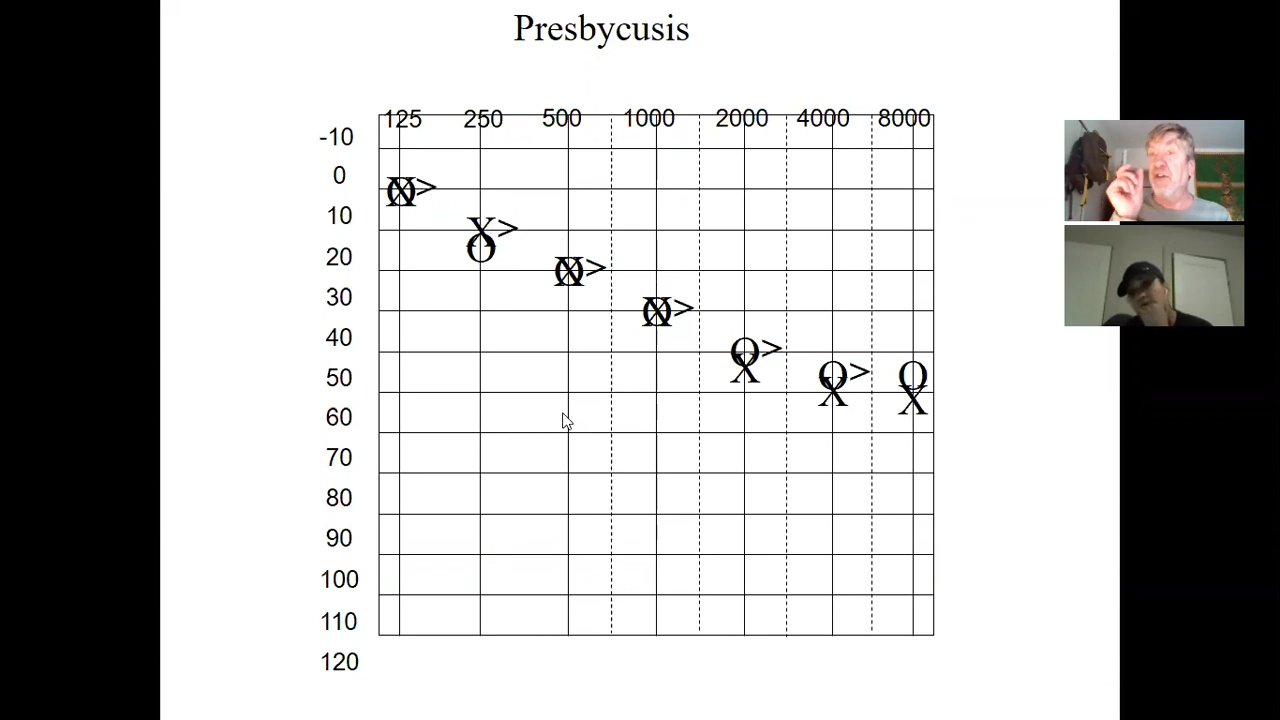 Presbycusis
125 250 500 1000 2000 4000 8000
-10
0
X O >
10
X >
O
20
X O >
30
X O >
40
O >
X
50
O > O
X X
60
70
80
90
100
110
120